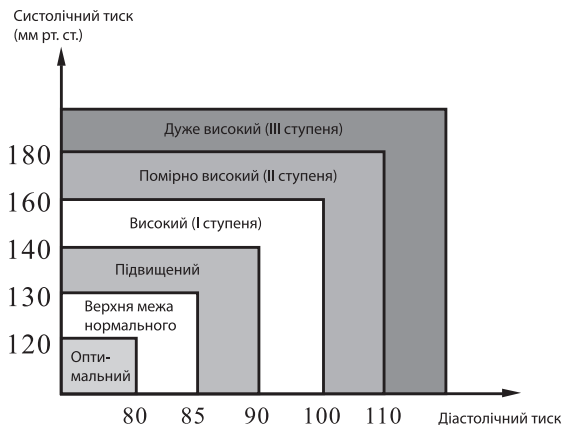 Систолічний тиск
(мм рт. ст.)
Дуже високий (III ступеня)
180
Помірно високий (II ступеня)
160
Високий (I ступеня)
140
Підвищений
130
Верхня межа
нормального
120
Опти-
мальний
80 85 90 100 110
Діастолічний тиск